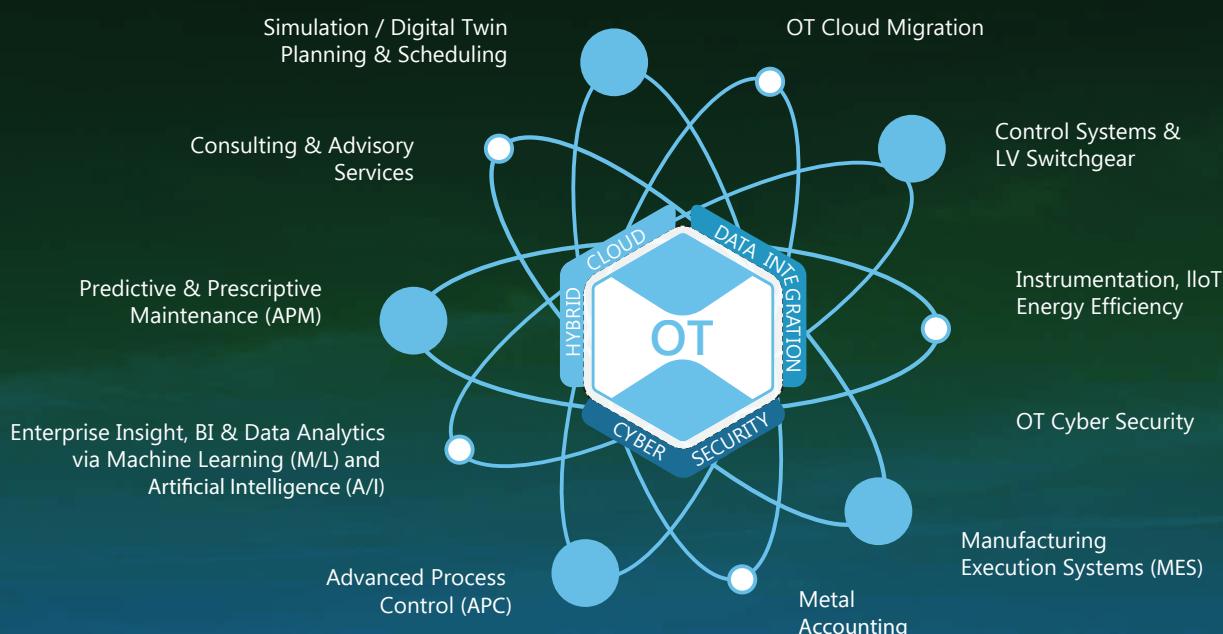 Simulation / Digital Twin
Planning & Scheduling
OT Cloud Migration
Consulting & Advisory
Services
Control Systems &
LV Switchgear
HYBRID CLOUD
DATA INTEGRATION
OT
CYBER SECURITY
Predictive & Prescriptive
Maintenance (APM)
Instrumentation, lIoT
Energy Efficiency
Enterprise Insight, BI & Data Analytics
via Machine Learning (M/L) and
Artificial Intelligence (A/I)
OT Cyber Security
Manufacturing
Execution Systems (MES)
Advanced Process
Control (APC)
Metal
Accounting